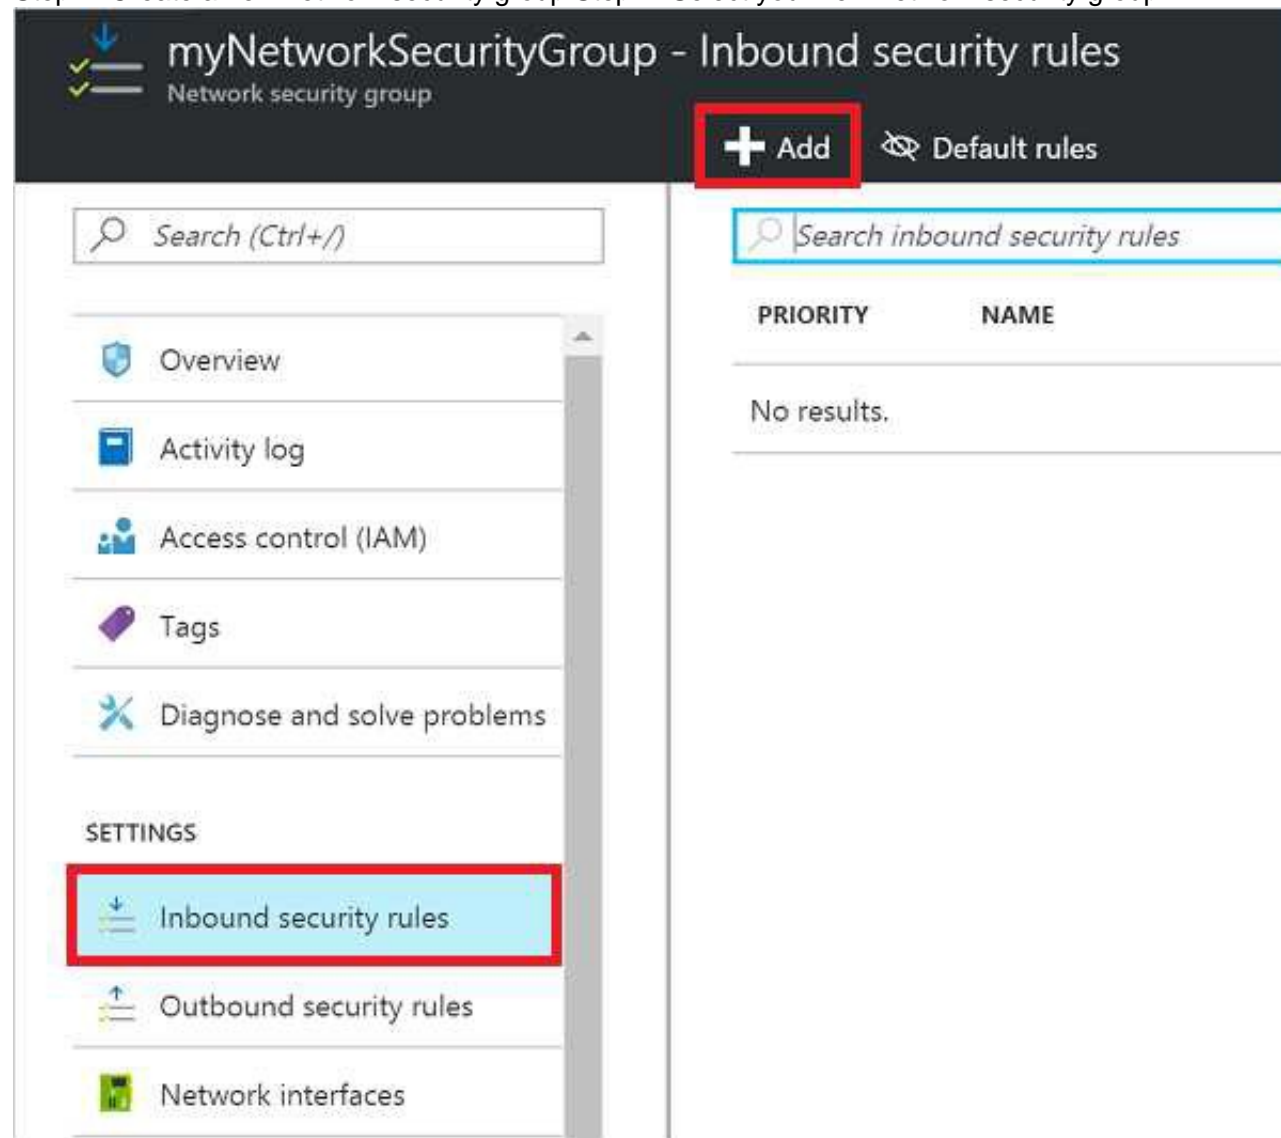 myNetworkSecurityGroup - Inbound security rules
Network security group
Add
Default rules
Search (Ctrl+/)
Search inbound security rules
PRIORITY NAME
No results.
Overview
Activity log
Access control (IAM)
Tags
Diagnose and solve problems
SETTINGS
Inbound security rules
Outbound security rules
Network interfaces